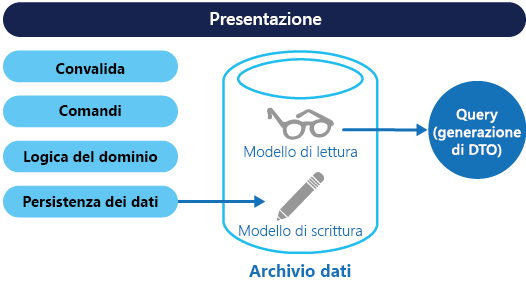 Presentazione
Convalida
Comandi
Logica del dominio
Persistenza dei dati
Modello di lettura
Modello di scrittura
Archivio dati
Query
(generazione
di DTO)